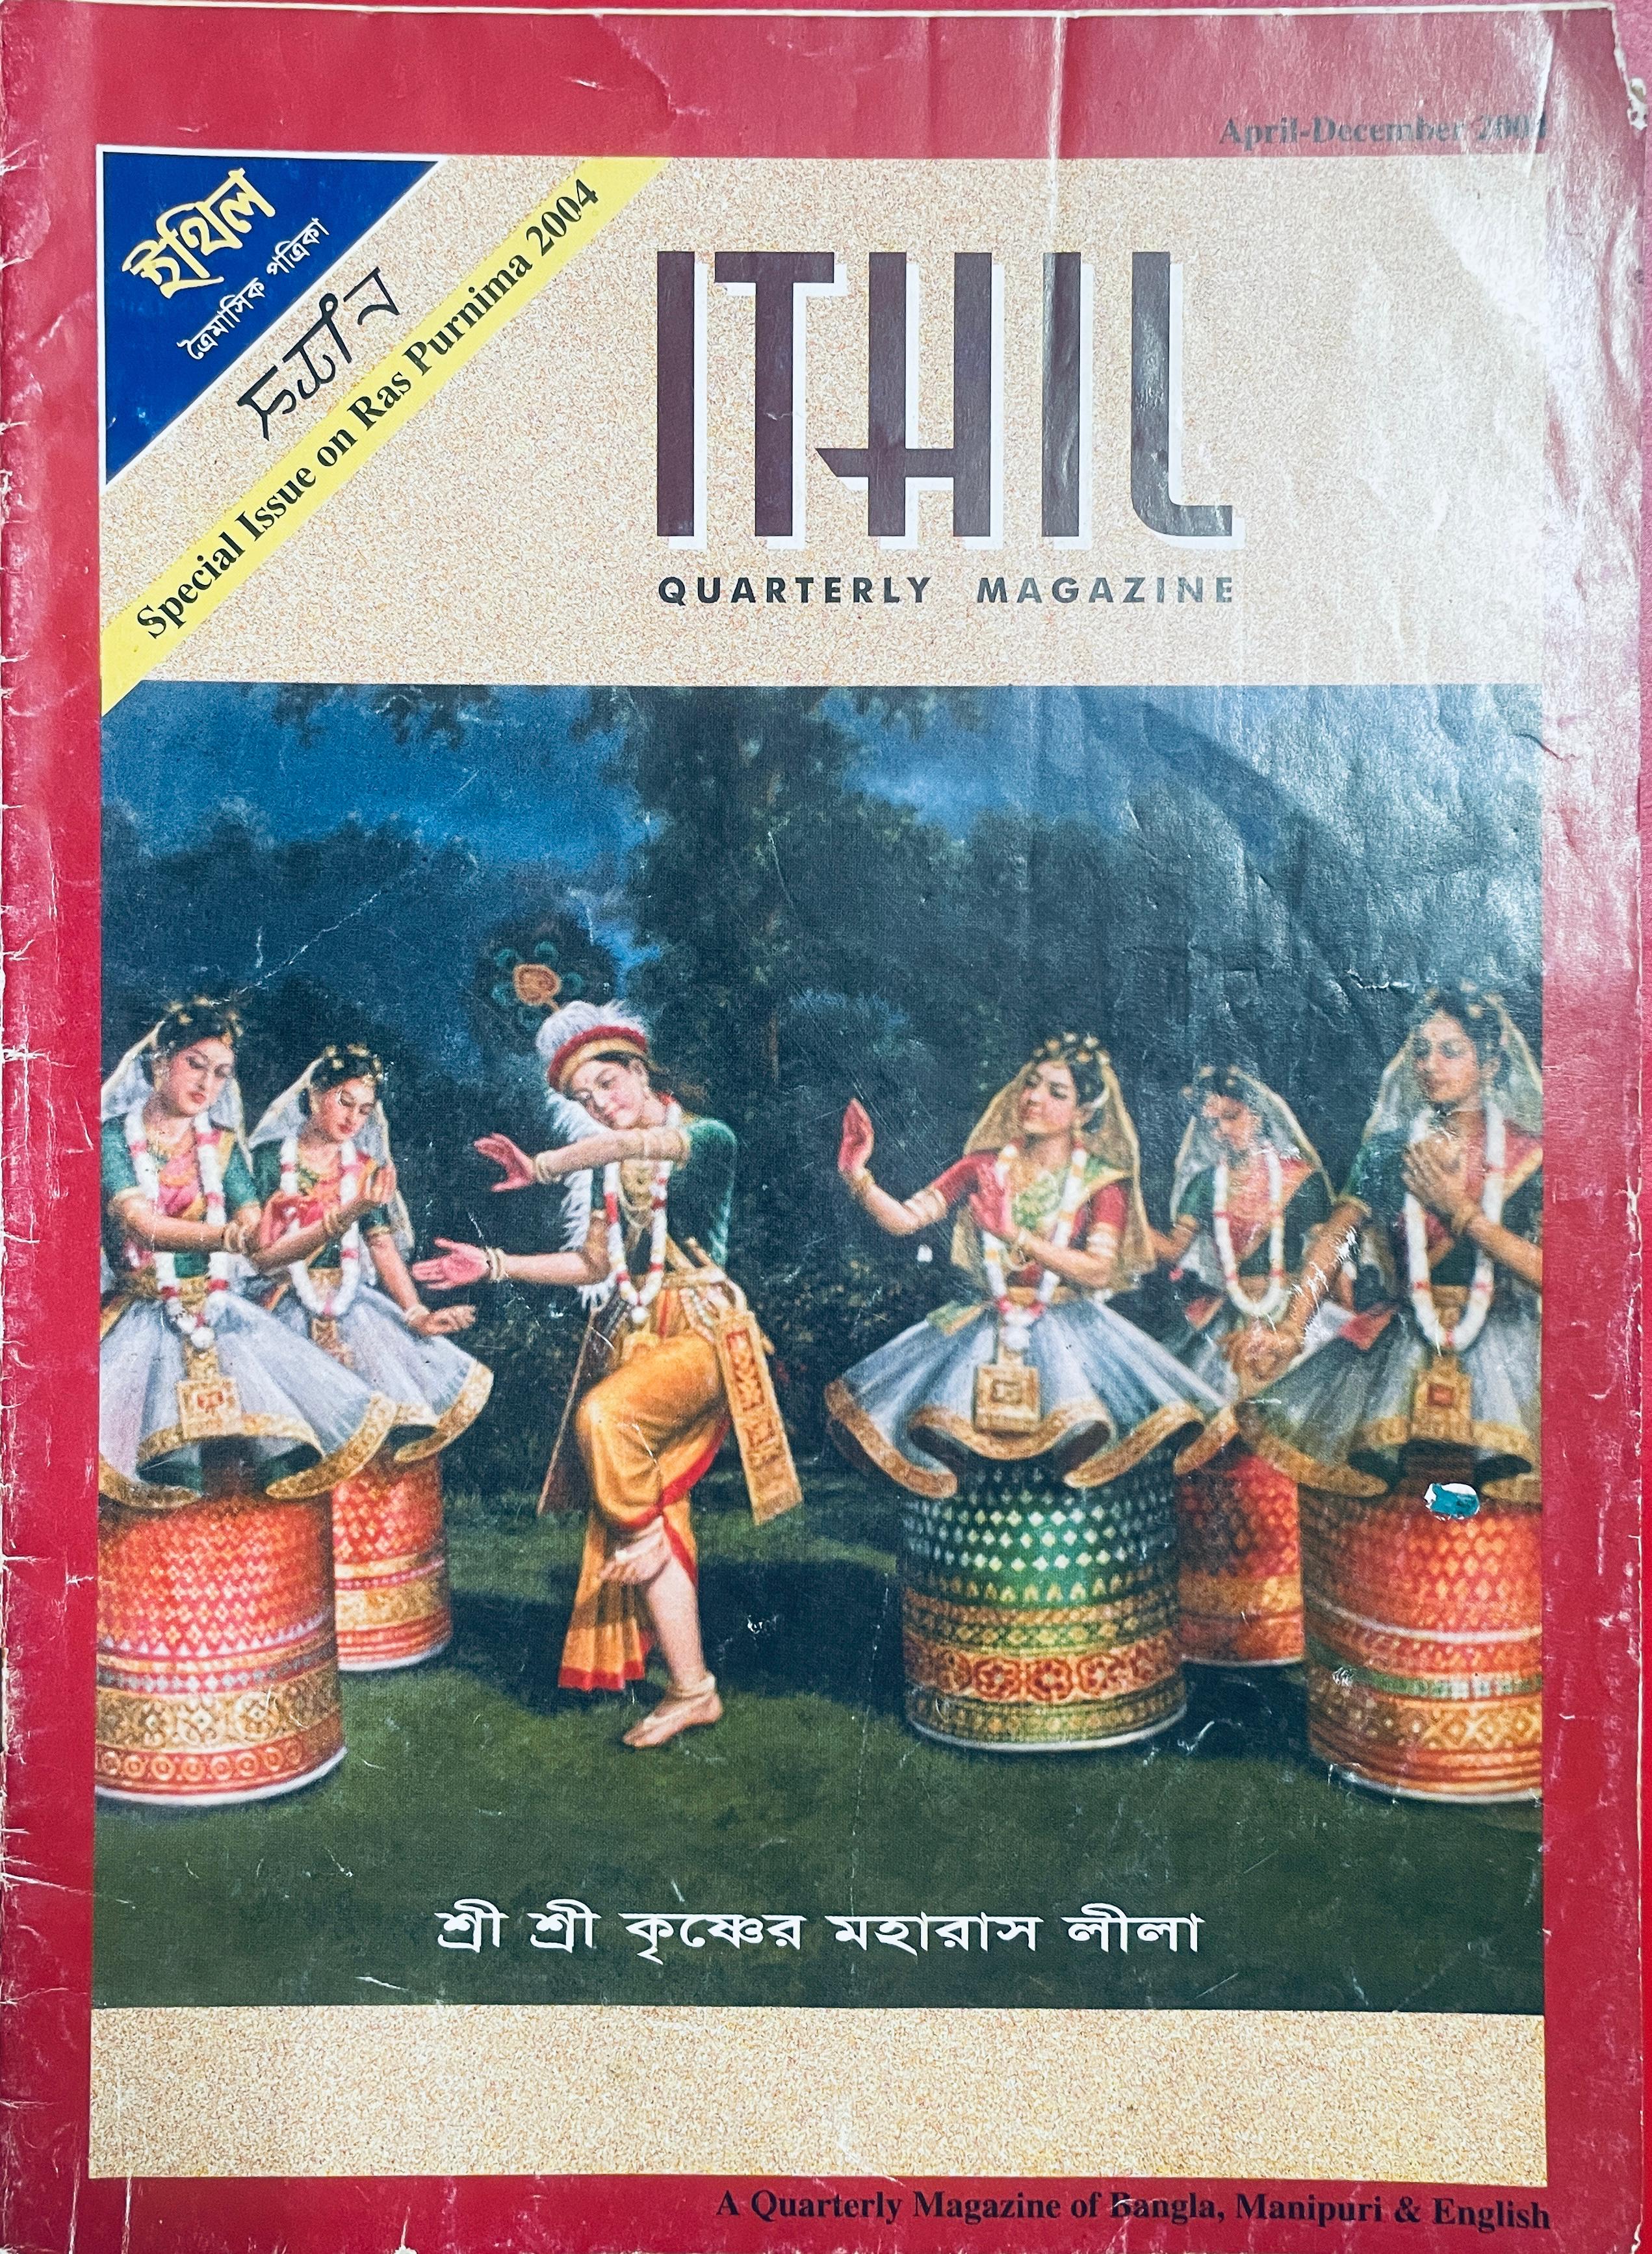 April-December 2004
ইথিল
ত্রৈমাসিক পত্রিকা
Special Issue on Ras Purnima 2004
ITHIL
QUARTERLY MAGAZINE
শ্রী শ্রী কৃষ্ণের মহারাস লীলা
A Quarterly Magazine of Bangla, Manipuri & English